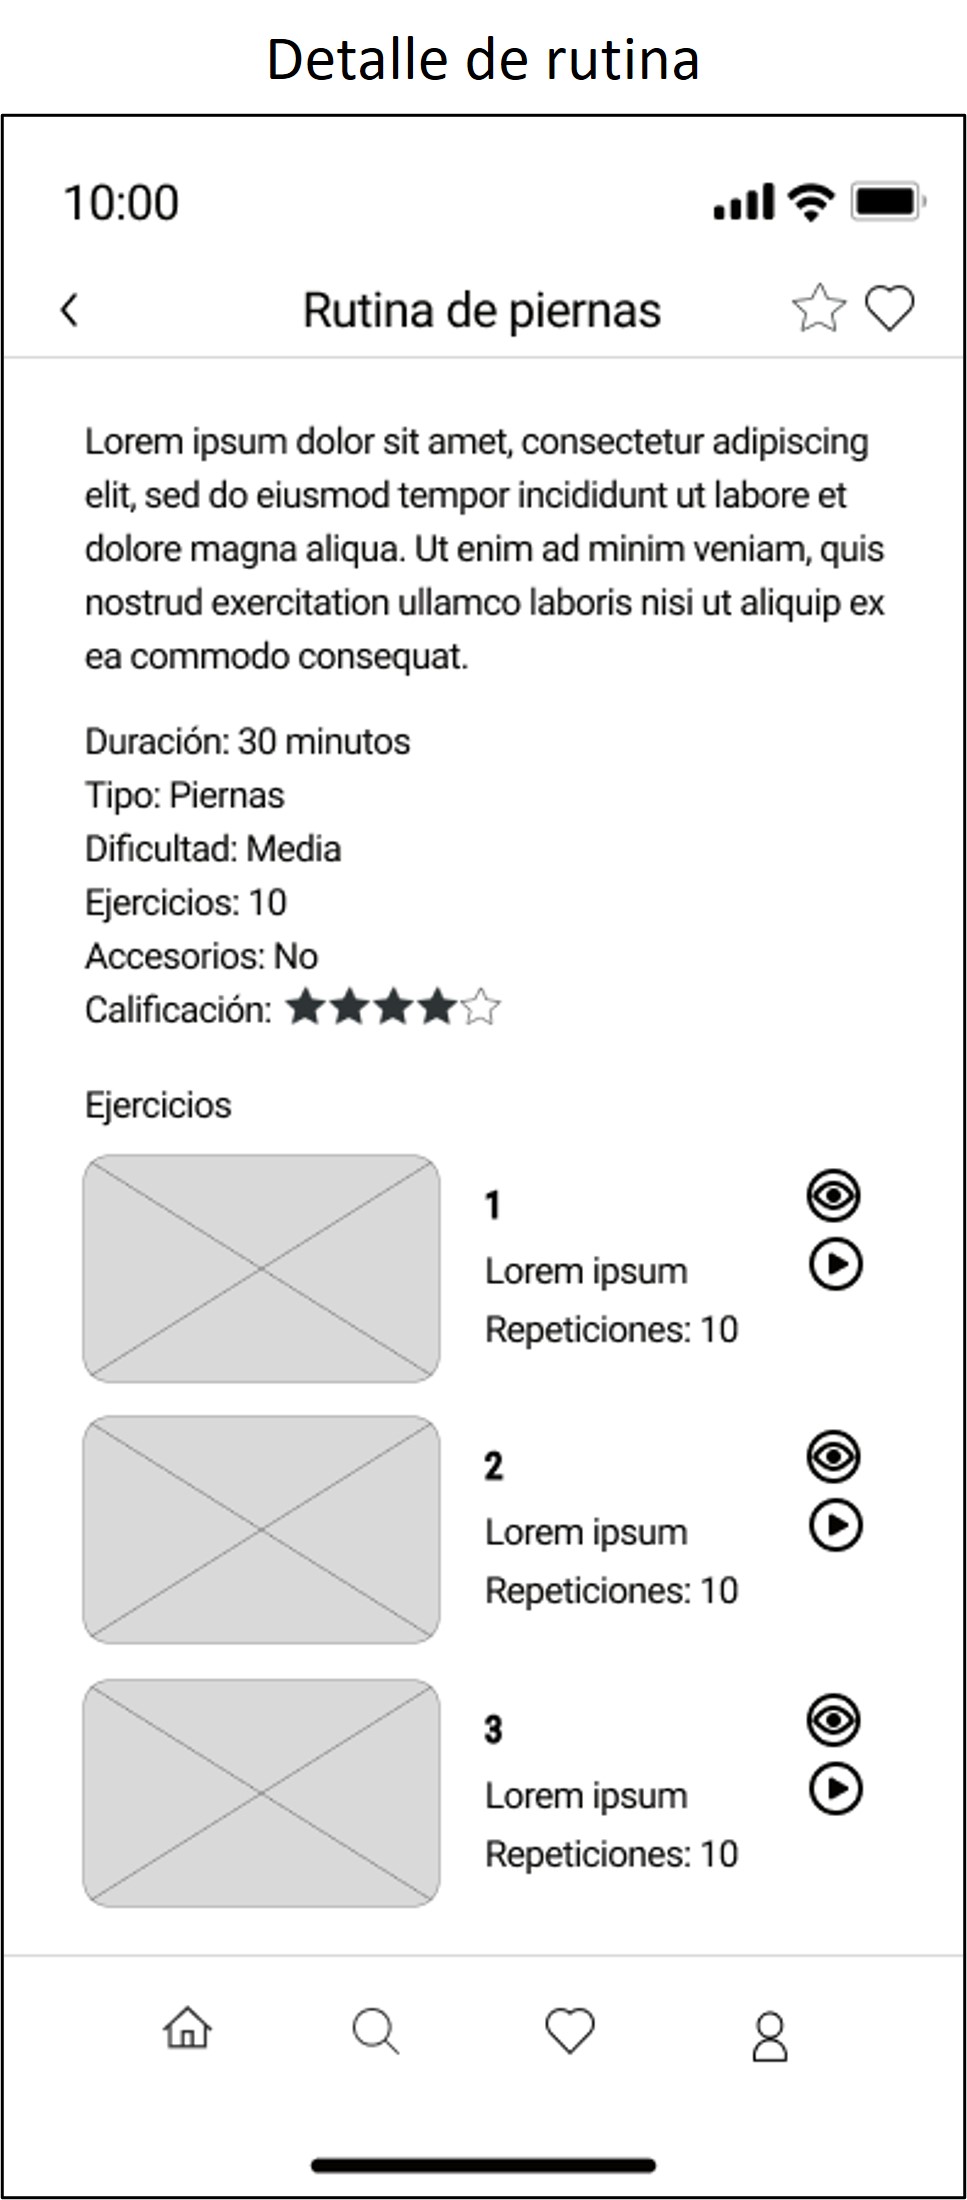 Detalle de rutina
10:00
Rutina de piernas
Lorem ipsum dolor sit amet, consectetur adipiscing
elit, sed do eiusmod tempor incididunt ut labore et
dolore magna aliqua. Ut enim ad minim veniam, quis
nostrud exercitation ullamco laboris nisi ut aliquip ex
ea commodo consequat.
Duración: 30 minutos
Tipo: Piernas
Dificultad: Media
Ejercicios: 10
Accesorios: No
Calificación:
Ejercicios
1
Lorem ipsum
Repeticiones: 10
2
Lorem ipsum
Repeticiones: 10
3
Lorem ipsum
Repeticiones: 10